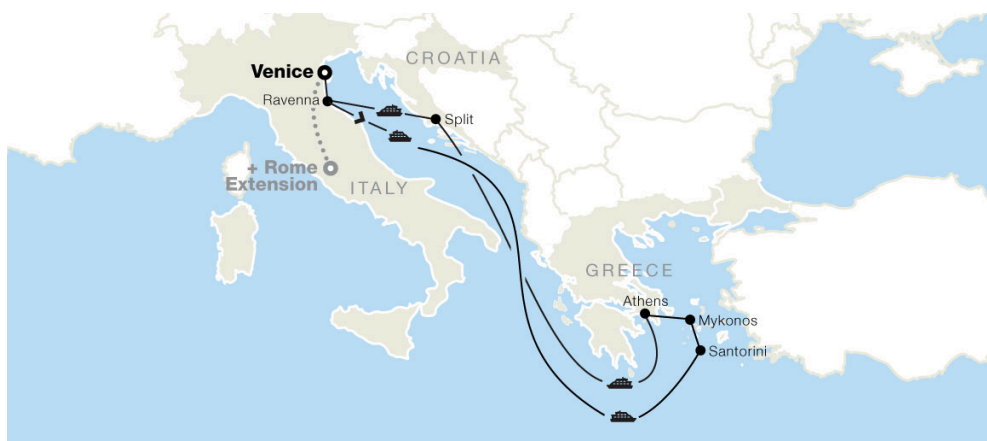 CROATIA
Venice
Ravenna
Split
+ Rome
Extension
ITALY
GREECE
Athens
Mykonos
Santorini